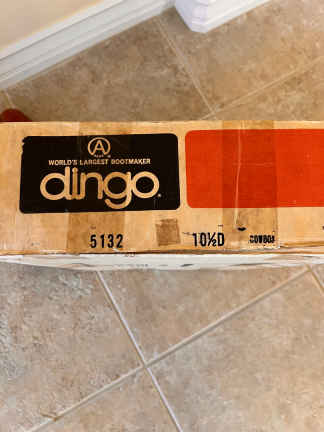 A
WORLD'S LARGEST BOOTMAKER
dingo
5132 10½D COWBOY